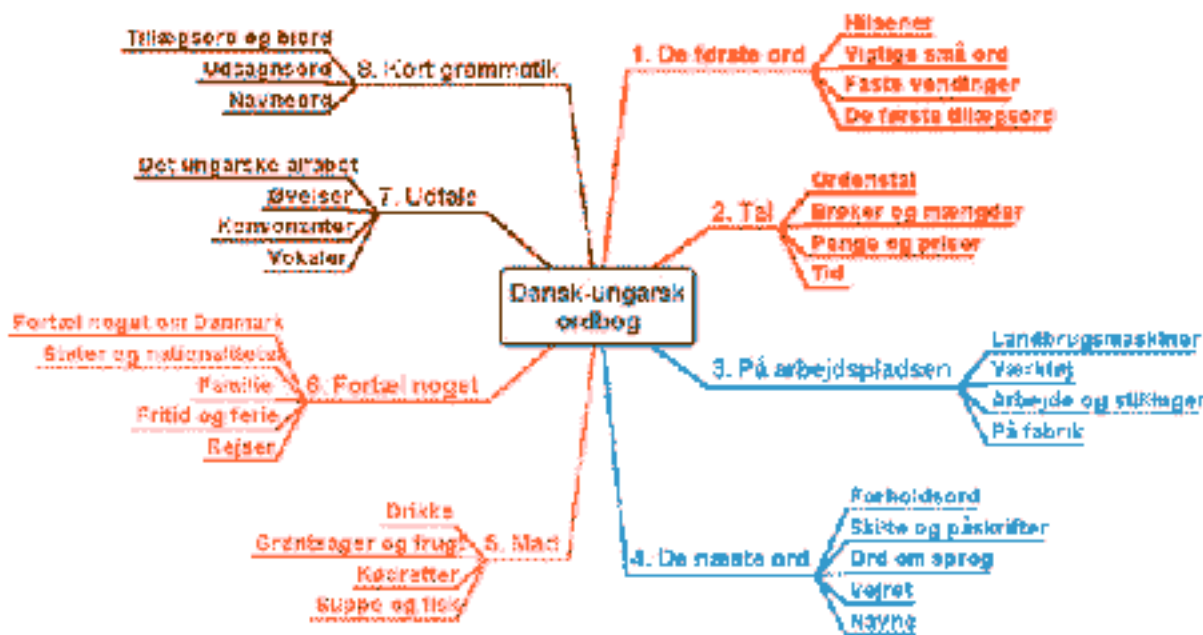 Dansk-ungarsk
ordbog
1. De første ord
Hilsener
Vigtige små ord
Faste vendinger
De første tillægsord
2. Tal
Ordenstal
Brøker og mængder
Penge og priser
Tid
3. På arbejdspladsen
Landbrugsmaskiner
Værktøj
Arbejde og stillinger
På fabrik
4. De næste ord
Forholdsord
Skilte og påskrifter
Ord om sprog
Vejret
Navne
5. Mad
Drikke
Grøntsager og frugt
Kødretter
Suppe og fisk
6. Fortæl noget
Fortæl noget om Danmark
Stater og nationaliteter
Familie
Fritid og ferie
Rejser
7. Udtale
Det ungarske alfabet
Øvelser
Konsonanter
Vokaler
8. Kort grammatik
Tillægsord og biord
Udsagnsord
Navneord